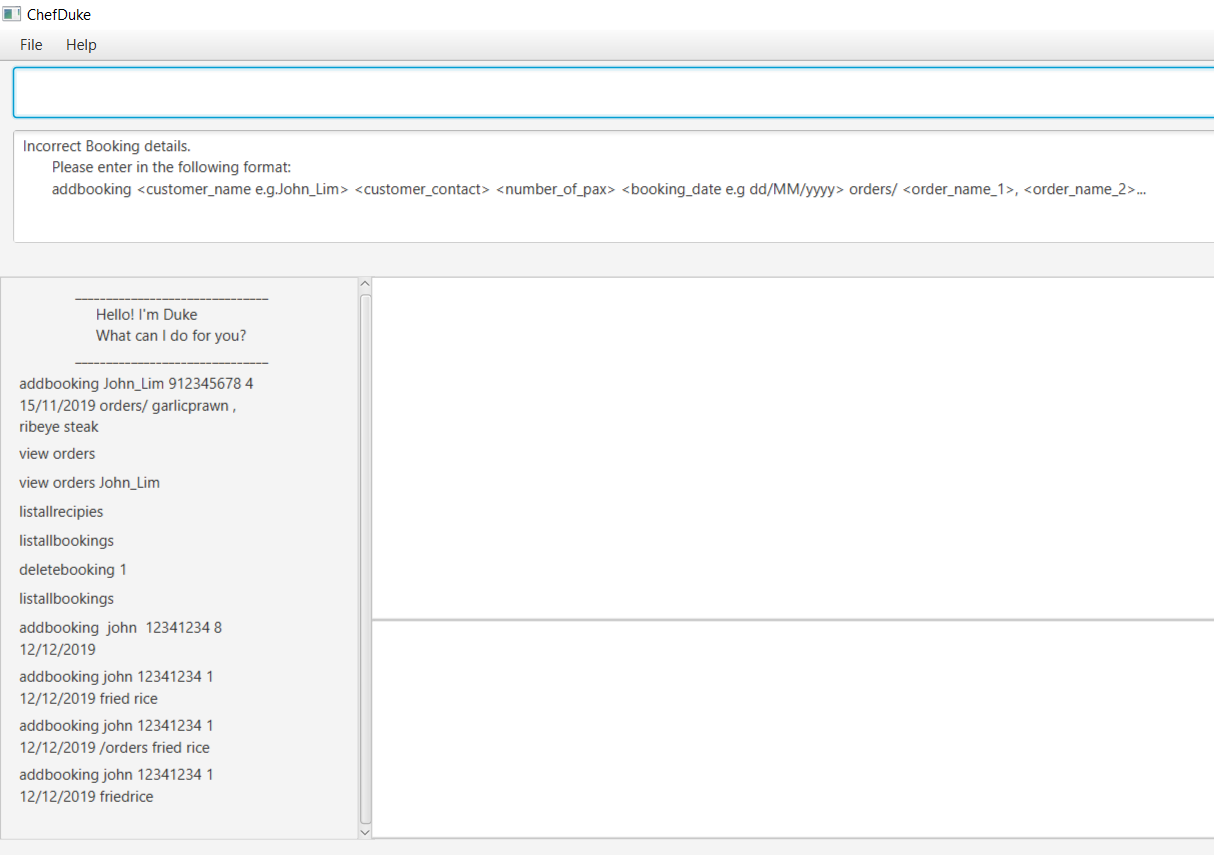 ChefDuke
File Help
Incorrect Booking details.
Please enter in the following format:
addbooking <customer_name e.g.John_Lim> <customer_contact> <number_of_pax> <booking_date e.g dd/MM/yyyy> orders/ <order_name_1>, <order_name_2>...
________________________________
Hello! I'm Duke
What can I do for you?
________________________________
addbooking John_Lim 912345678 4
15/11/2019 orders/ garlicprawn ,
ribeye steak
view orders
view orders John_Lim
listallrecipies
listallbookings
deletebooking 1
listallbookings
addbooking  john  12341234 8
12/12/2019
addbooking john 12341234 1
12/12/2019 fried rice
addbooking john 12341234 1
12/12/2019 /orders fried rice
addbooking john 12341234 1
12/12/2019 friedrice